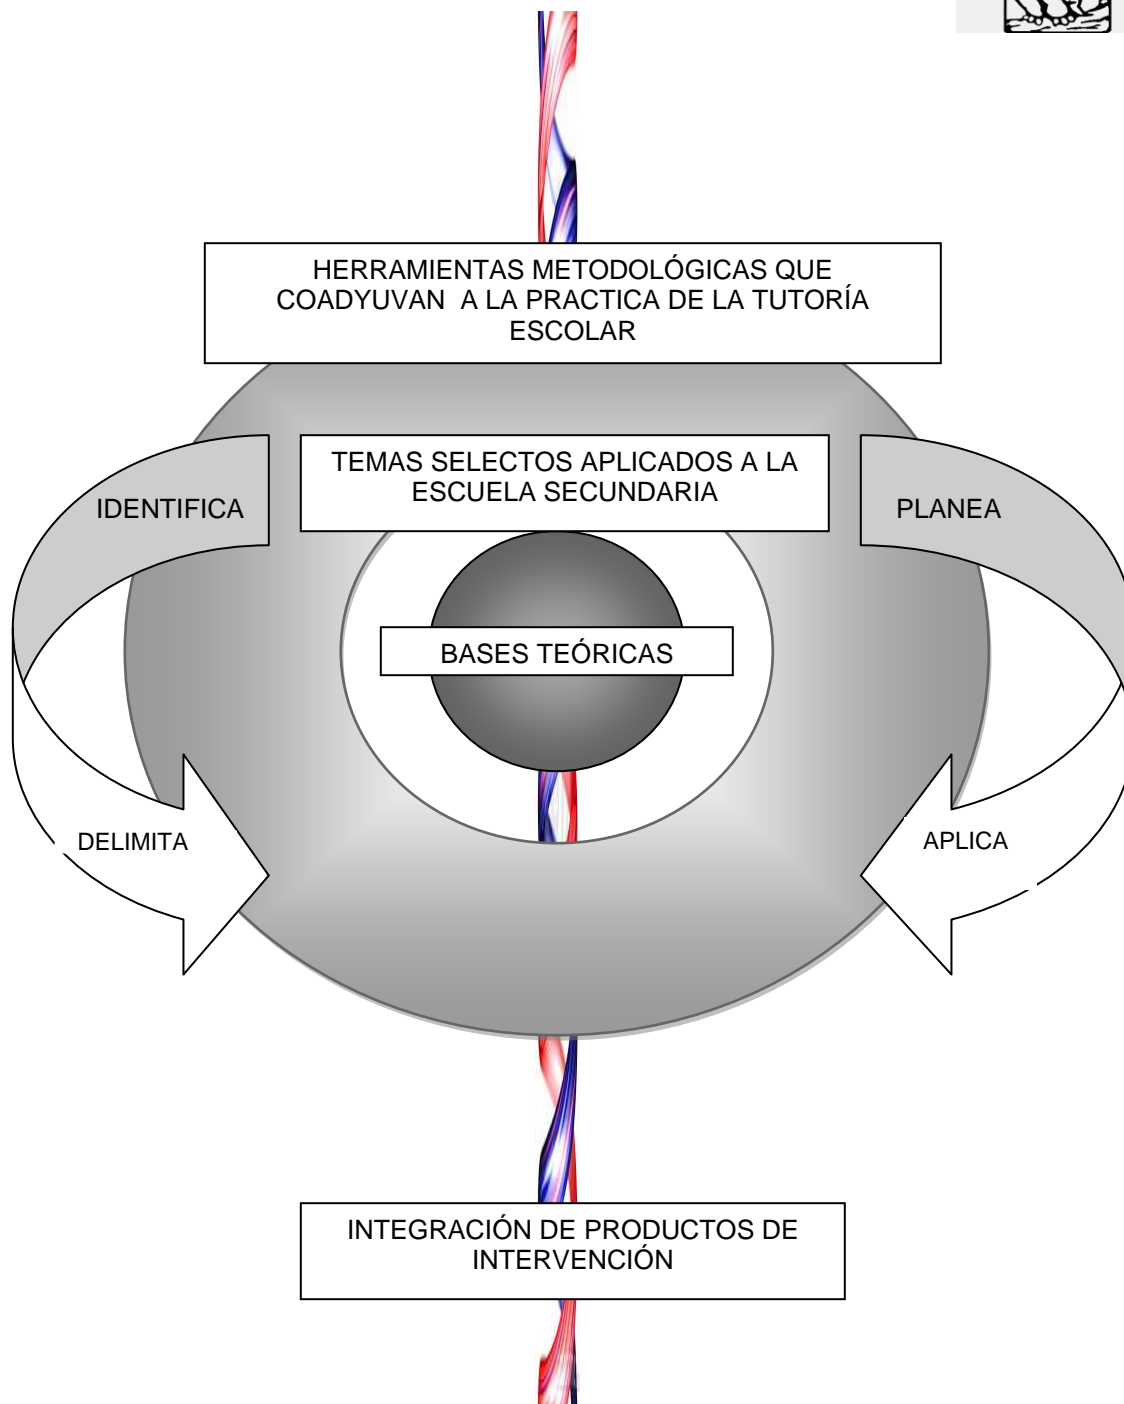 HERRAMIENTAS METODOLÓGICAS QUE
COADYUVAN  A LA PRACTICA DE LA TUTORÍA
ESCOLAR
TEMAS SELECTOS APLICADOS A LA
ESCUELA SECUNDARIA
IDENTIFICA
PLANEA
BASES TEÓRICAS
DELIMITA
APLICA
INTEGRACIÓN DE PRODUCTOS DE
INTERVENCIÓN